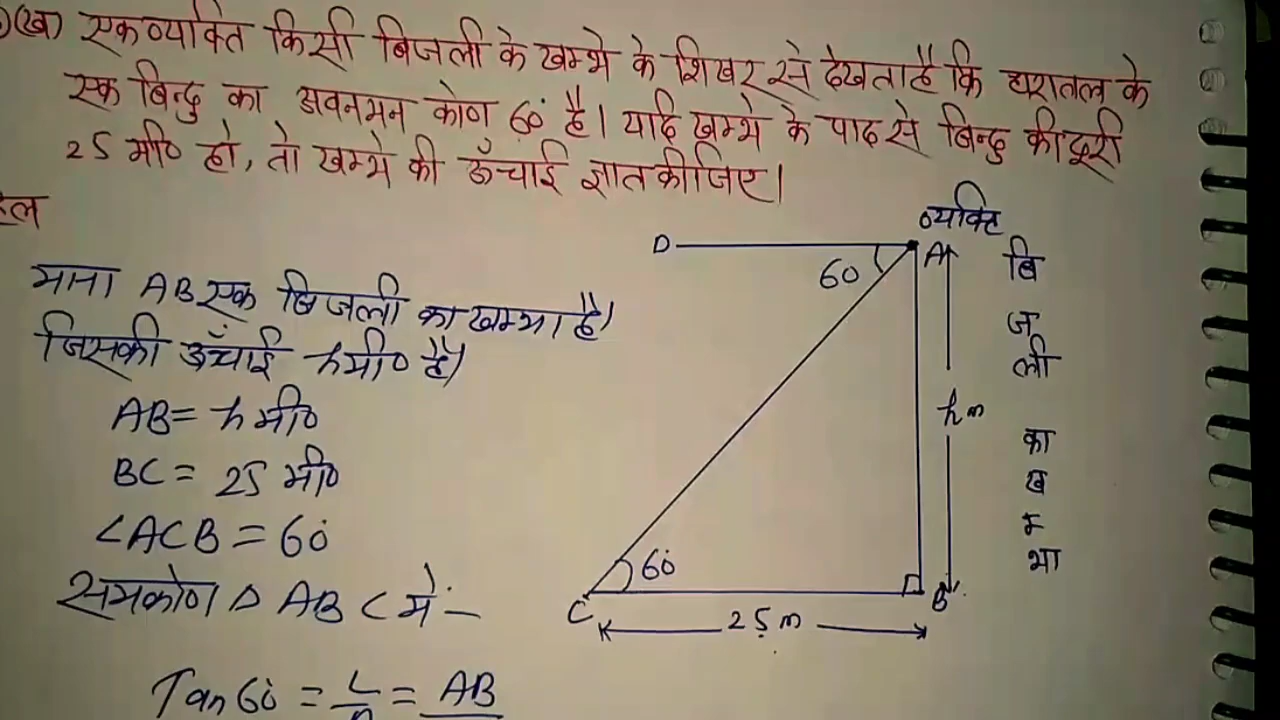 (ख) एक व्यक्ति किसी बिजली के खम्भे के शिखर से देखता है कि धरातल के
एक बिन्दु का अवनमन कोण 60° है। यदि खम्भे के पाद से बिन्दु की दूरी
25 मी० हो, तो खम्भे की ऊँचाई ज्ञात कीजिए।
हल
माना AB एक बिजली का खम्भा है।
जिसकी ऊँचाई h मी० है।
AB = h मी०
BC = 25 मी०
∠ACB = 60°
समकोण △ ABC में:-
Tan60° = L = AB
व्यक्ति
D
A
60°
बिजली का खम्भा
hm
60°
C
B
25 m